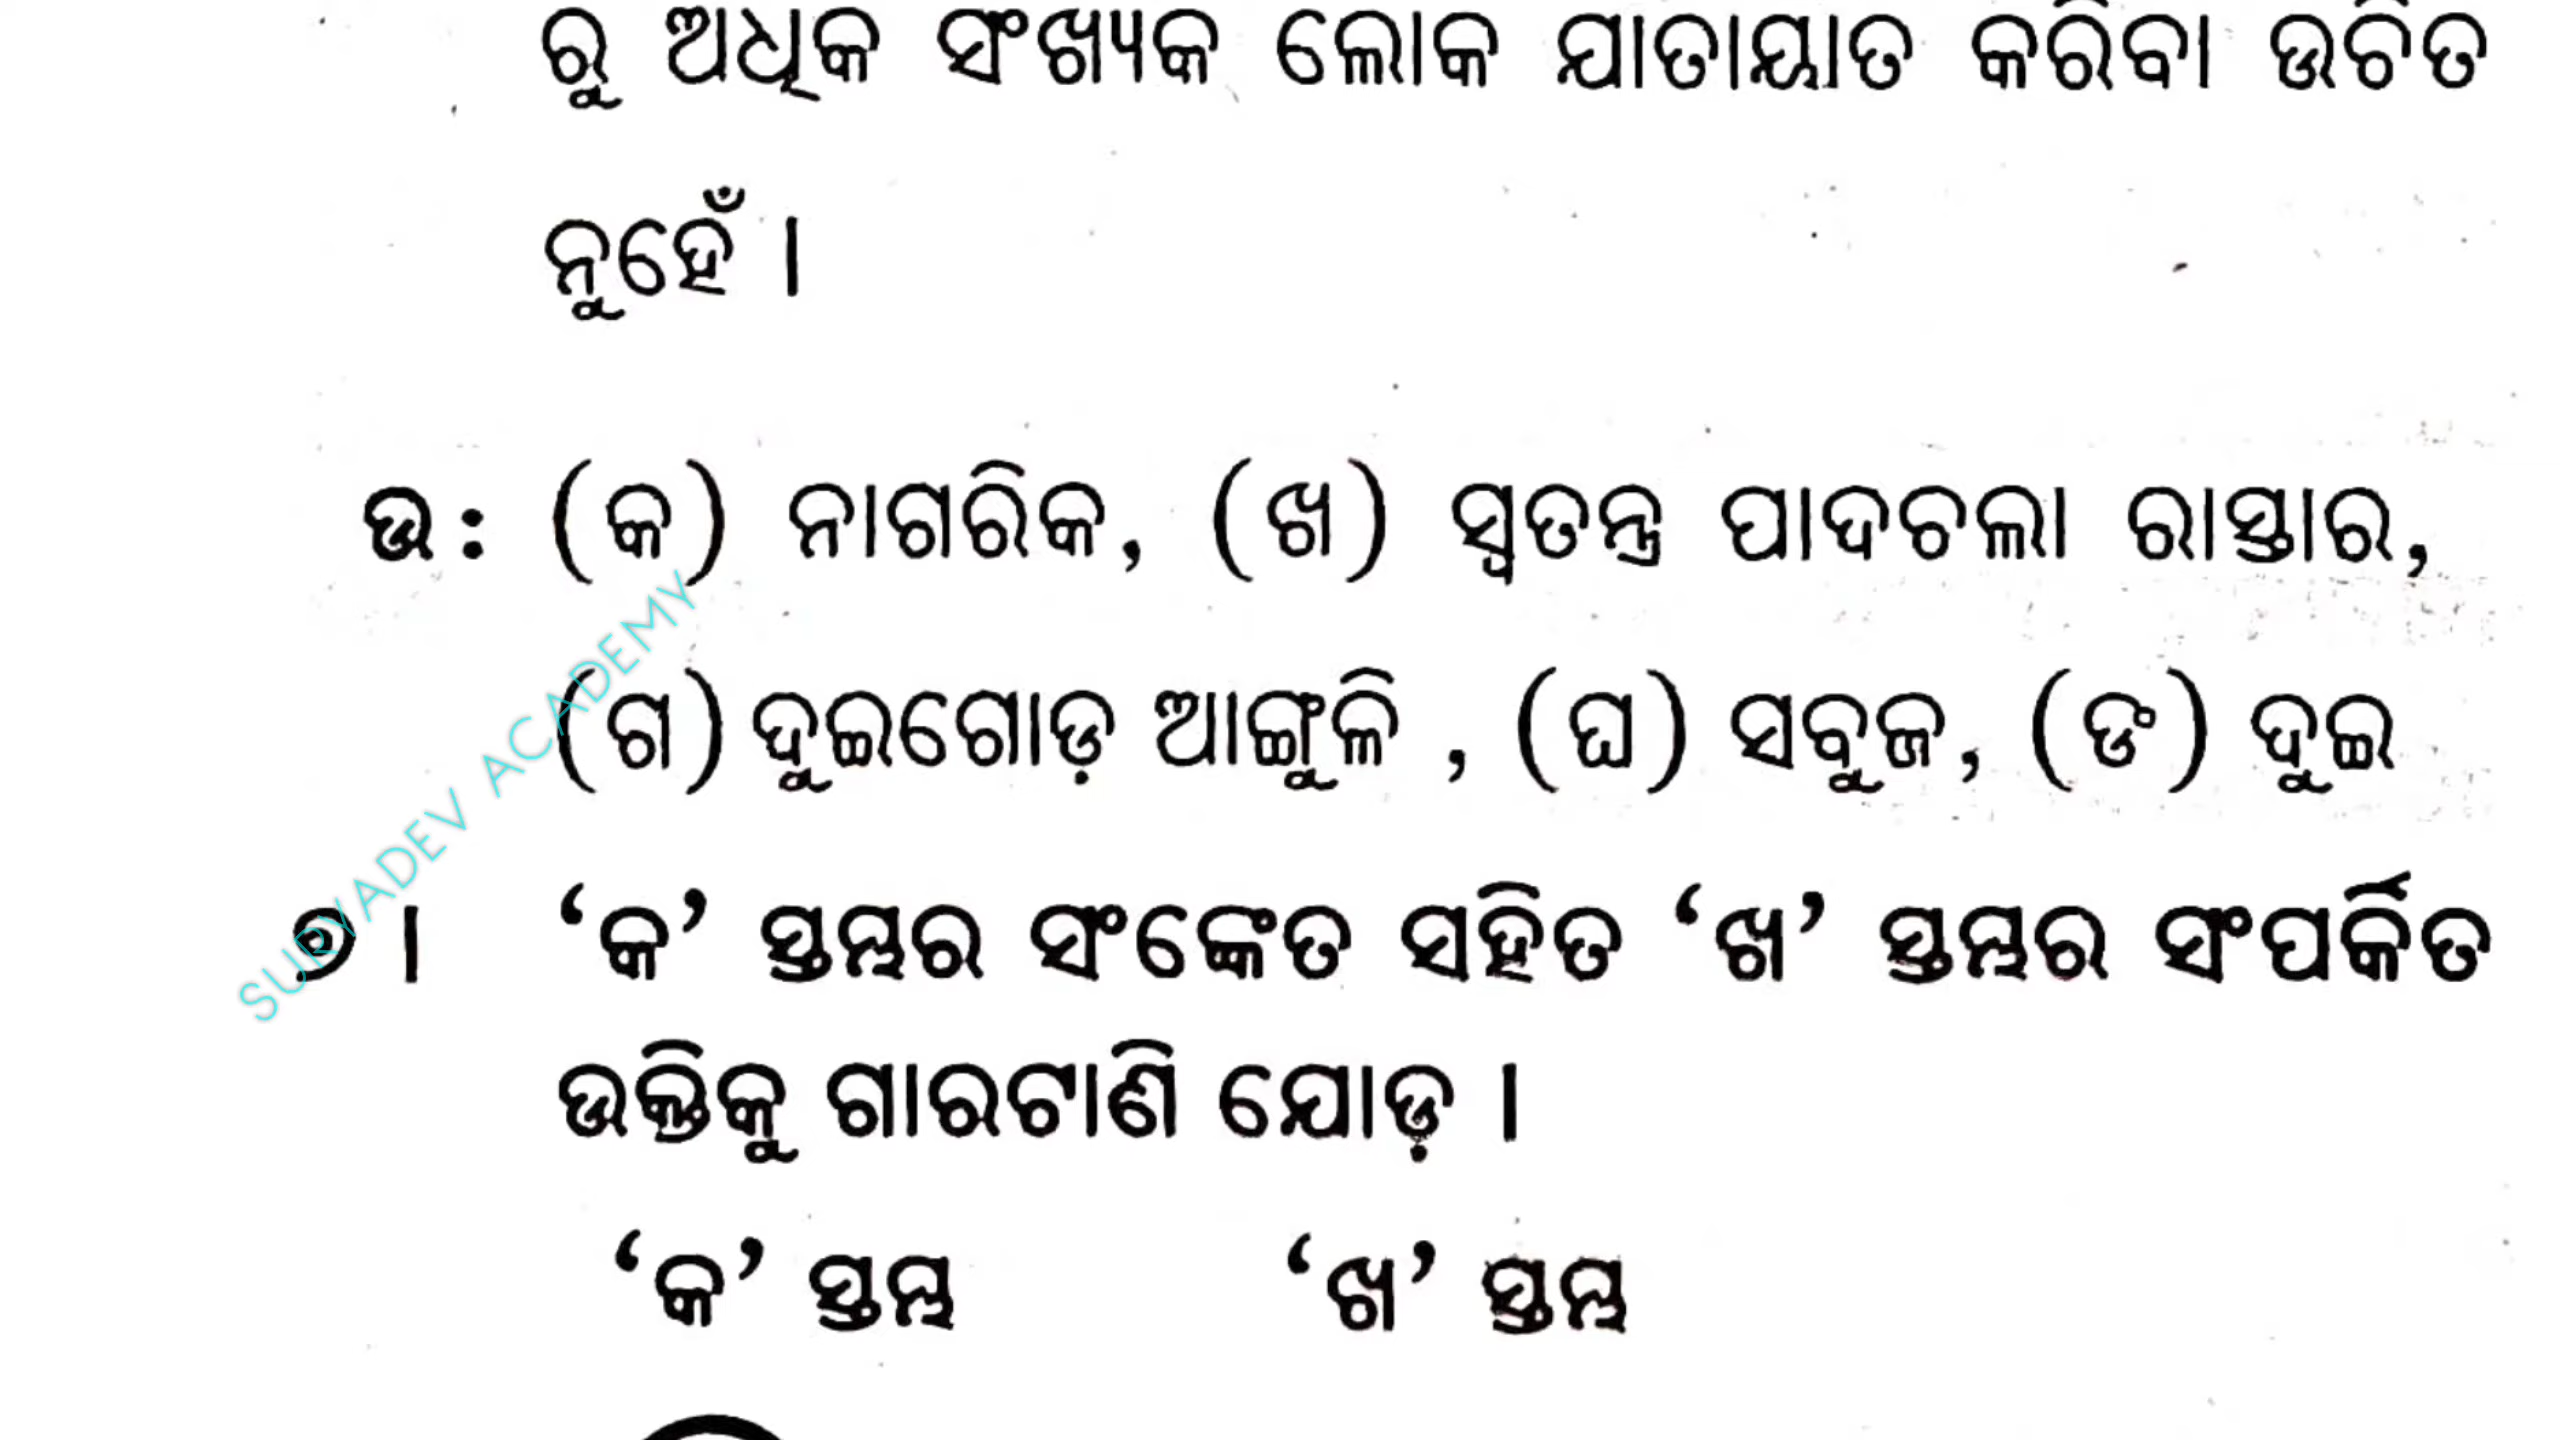 ରୁ ଅଧିକ ସଂଖ୍ୟକ ଲୋକ ଯାତାୟାତ କରିବା ଉଚିତ
ନୁହେଁ ।
ଉ : (କ) ନାଗରିକ, (ଖ) ସ୍ୱତନ୍ତ୍ର ପାଦଚଲା ରାସ୍ତାର,
(ଗ) ଦୁଇଗୋଡ଼ ଆଙ୍ଗୁଳି , (ଘ) ସବୁଜ, (ଙ) ଦୁଇ
୭ । ‘କ’ ସ୍ତମ୍ଭର ସଂଙ୍କେତ ସହିତ ‘ଖ’ ସ୍ତମ୍ଭର ସଂପର୍କିତ
ଉକ୍ତିକୁ ଗାରଟାଣି ଯୋଡ଼ ।
‘କ’ ସ୍ତମ୍ଭ ‘ଖ’ ସ୍ତମ୍ଭ
SURYADEV ACADEMY